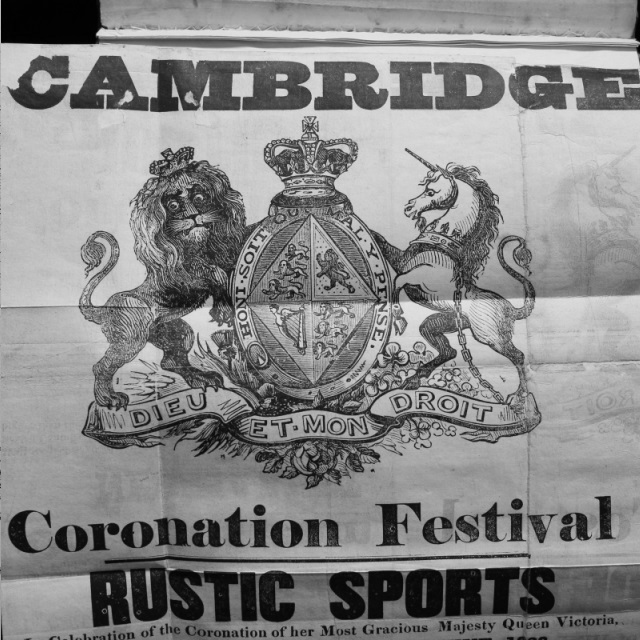 CAMBRIDGE
HONI·SOIT QUI MAL·Y·PENSE
DIEU ET·MON DROIT
Coronation Festival
RUSTIC SPORTS
Celebration of the Coronation of her Most Gracious Majesty Queen Victoria,